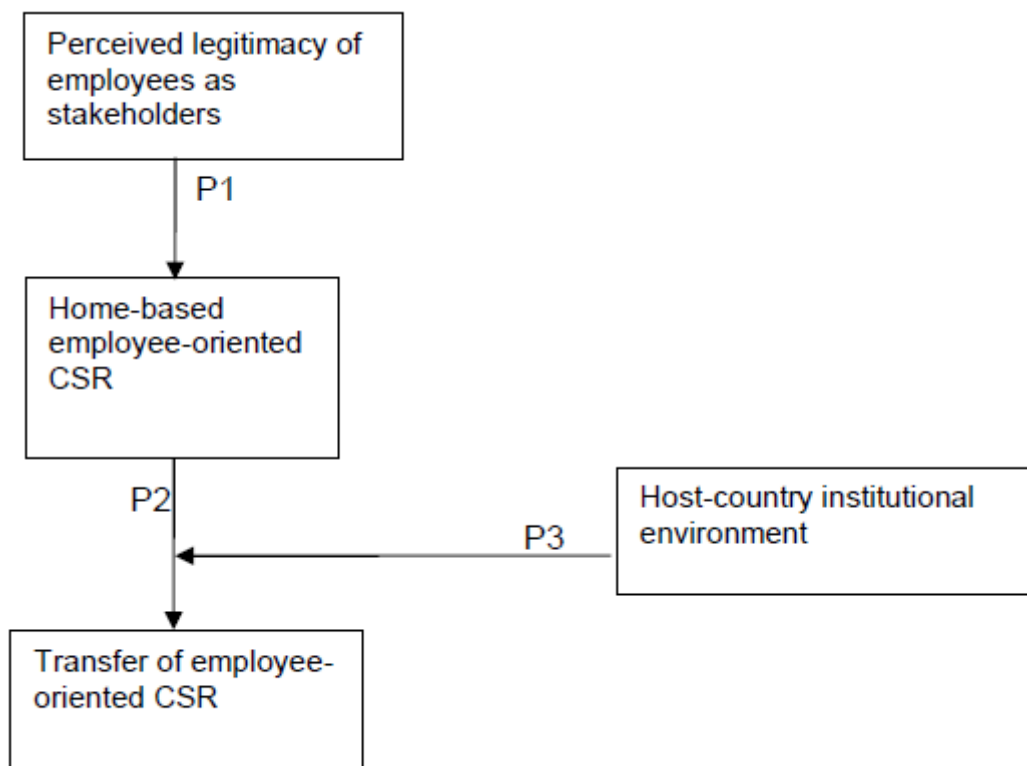 Perceived legitimacy of
employees as
stakeholders
P1
Home-based
employee-oriented
CSR
P2
P3
Host-country institutional
environment
Transfer of employee-
oriented CSR